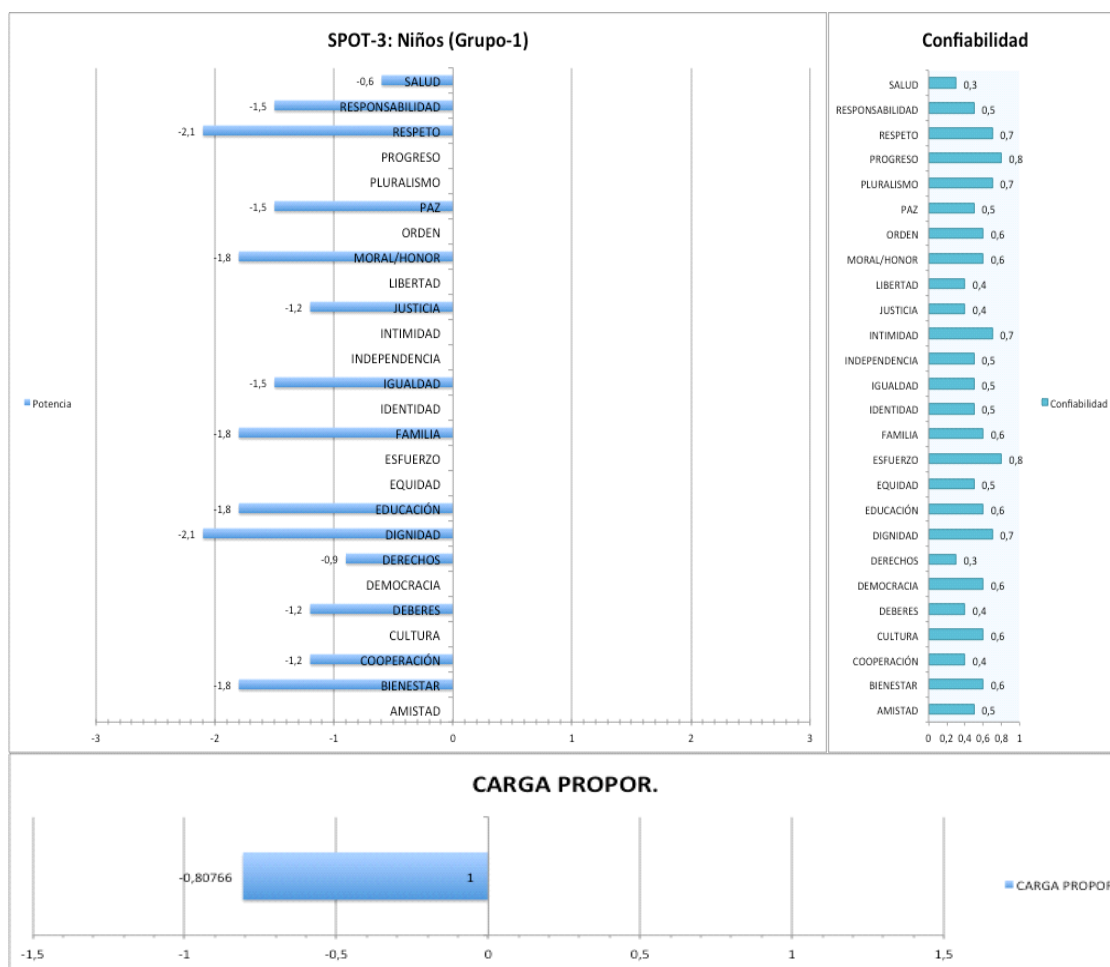 SPOT-3: Niños (Grupo-1)
-0,6 SALUD
-1,5 RESPONSABILIDAD
-2,1 RESPETO
PROGRESO
PLURALISMO
-1,5 PAZ
ORDEN
-1,8 MORAL/HONOR
LIBERTAD
-1,2 JUSTICIA
INTIMIDAD
INDEPENDENCIA
-1,5 IGUALDAD
Potencia
IDENTIDAD
-1,8 FAMILIA
ESFUERZO
EQUIDAD
-1,8 EDUCACIÓN
-2,1 DIGNIDAD
-0,9 DERECHOS
DEMOCRACIA
-1,2 DEBERES
CULTURA
-1,2 COOPERACIÓN
-1,8 BIENESTAR
AMISTAD
-3 -2 -1 0 1 2 3
Confiabilidad
SALUD 0,3
RESPONSABILIDAD 0,5
RESPETO 0,7
PROGRESO 0,8
PLURALISMO 0,7
PAZ 0,5
ORDEN 0,6
MORAL/HONOR 0,6
LIBERTAD 0,4
JUSTICIA 0,4
INTIMIDAD 0,7
INDEPENDENCIA 0,5
IGUALDAD 0,5
Confiabilidad
IDENTIDAD 0,5
FAMILIA 0,6
ESFUERZO 0,8
EQUIDAD 0,5
EDUCACIÓN 0,6
DIGNIDAD 0,7
DERECHOS 0,3
DEMOCRACIA 0,6
DEBERES 0,4
CULTURA 0,6
COOPERACIÓN 0,4
BIENESTAR 0,6
AMISTAD 0,5
0 0,2 0,4 0,6 0,8 1
CARGA PROPOR.
-0,80766 1
CARGA PROPOR
-1,5 -1 -0,5 0 0,5 1 1,5